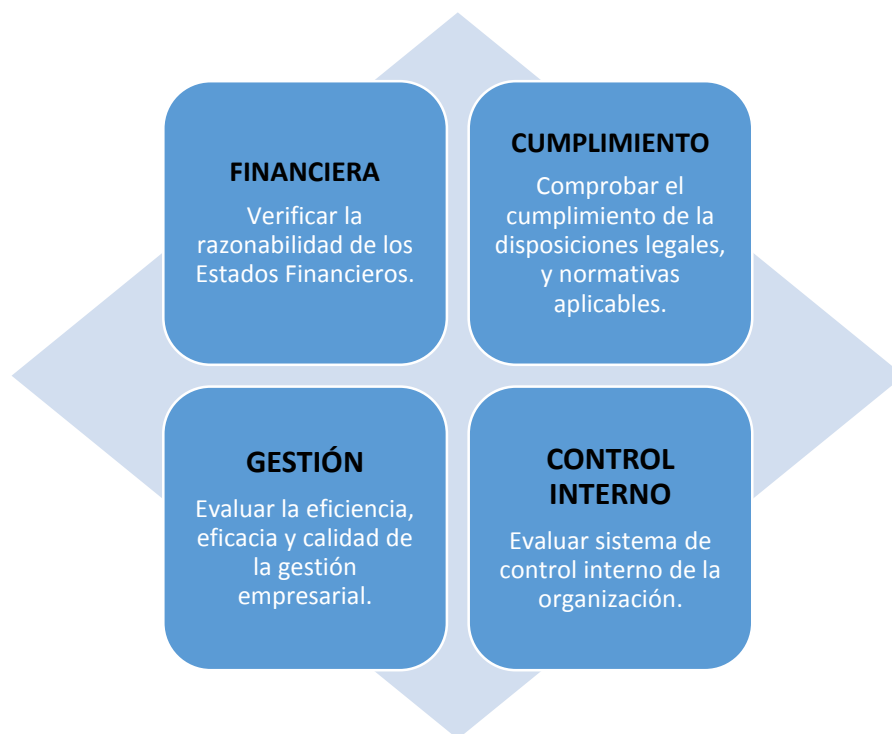 FINANCIERA
Verificar la
razonabilidad de los
Estados Financieros.
CUMPLIMIENTO
Comprobar el
cumplimiento de la
disposiciones legales,
y normativas
aplicables.
GESTIÓN
Evaluar la eficiencia,
eficacia y calidad de
la gestión
empresarial.
CONTROL
INTERNO
Evaluar sistema de
control interno de la
organización.